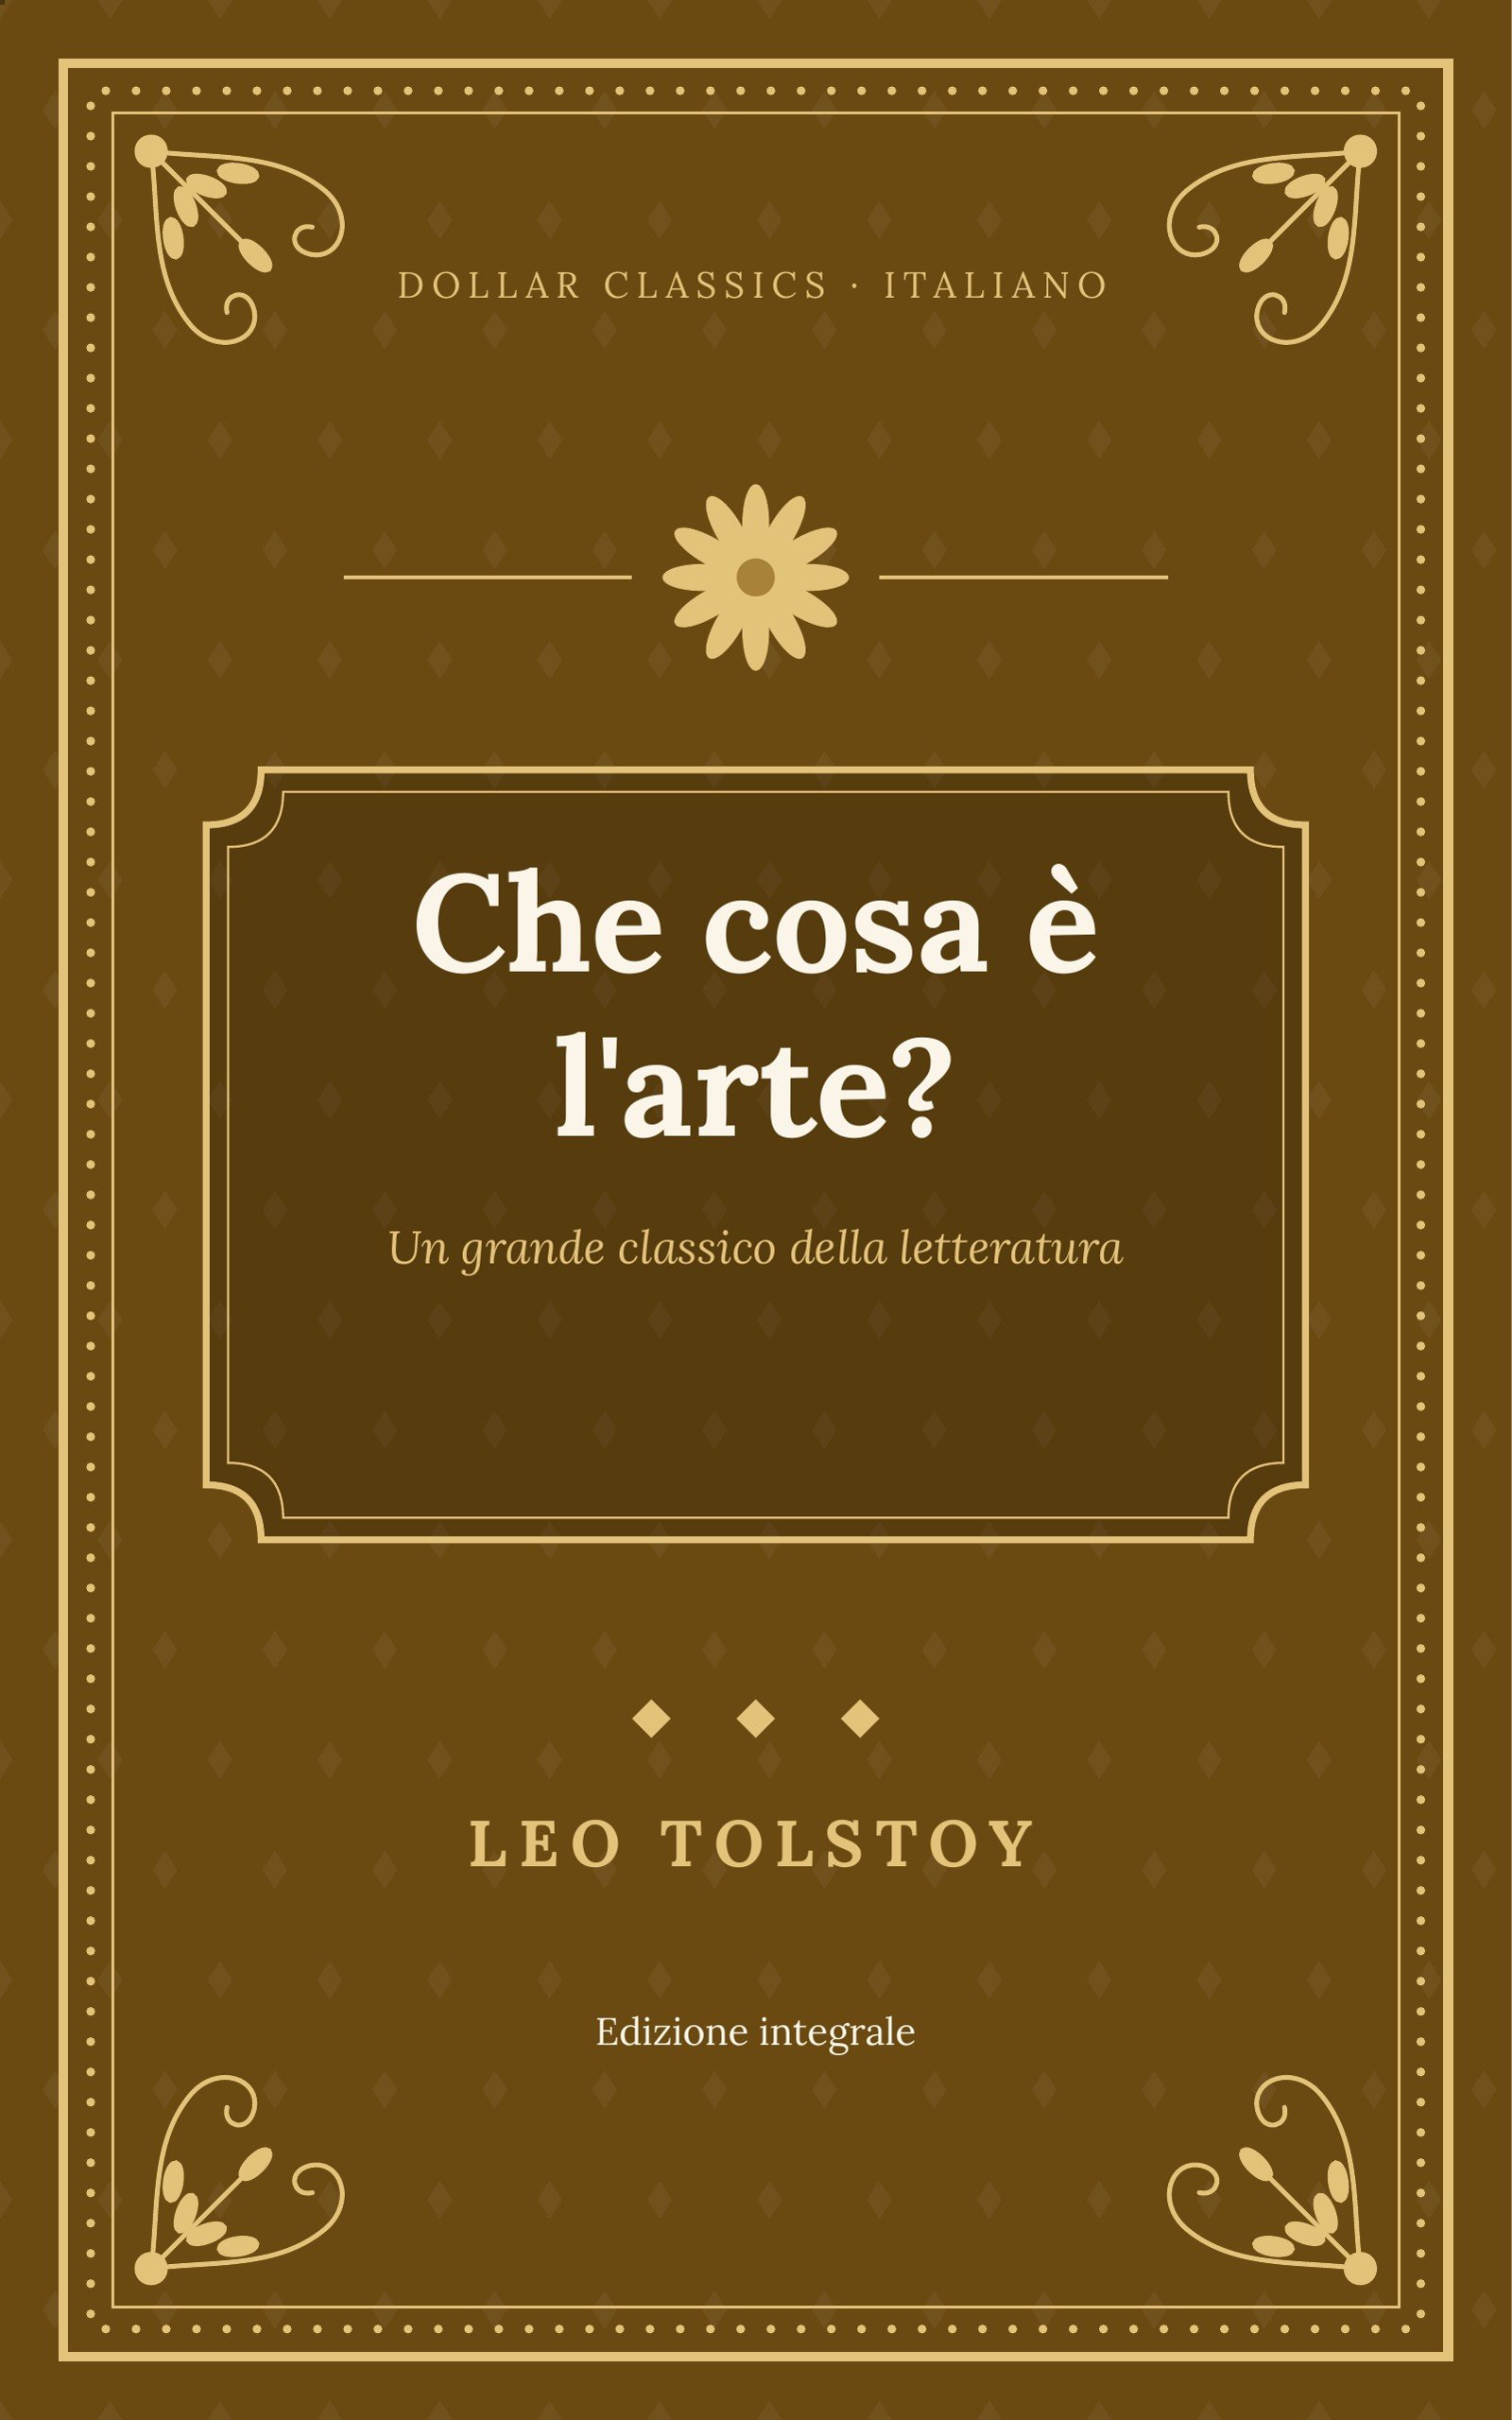 DOLLAR CLASSICS · ITALIANO
Che cosa è
l'arte?
Un grande classico della letteratura
LEO TOLSTOY
Edizione integrale